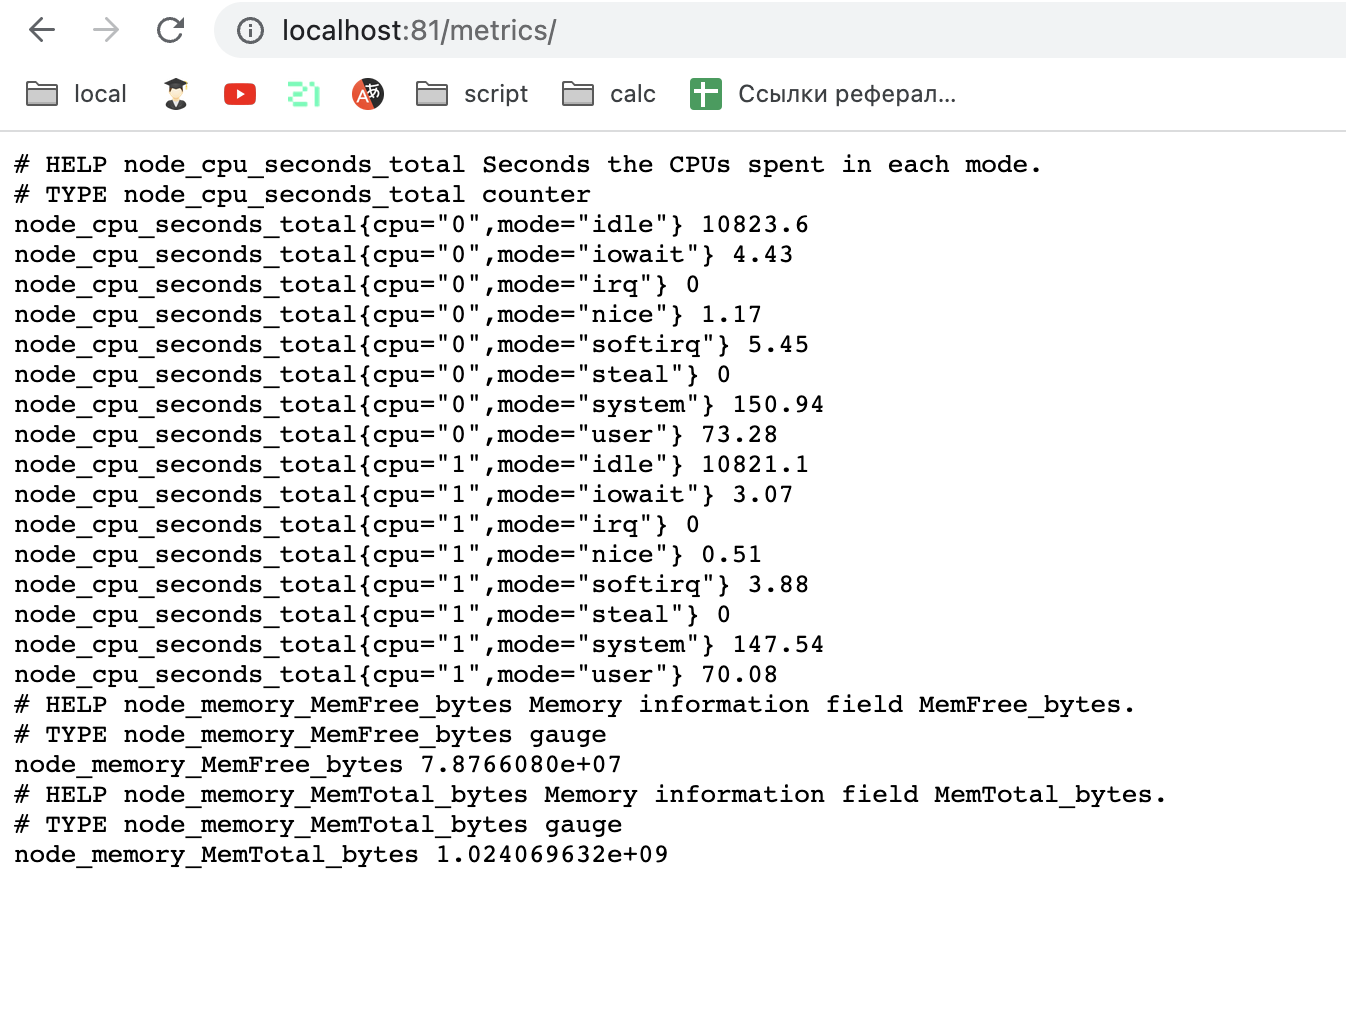 localhost:81/metrics/
local
script
calc
Ссылки реферал...
# HELP node_cpu_seconds_total Seconds the CPUs spent in each mode.
# TYPE node_cpu_seconds_total counter
node_cpu_seconds_total{cpu="0",mode="idle"} 10823.6
node_cpu_seconds_total{cpu="0",mode="iowait"} 4.43
node_cpu_seconds_total{cpu="0",mode="irq"} 0
node_cpu_seconds_total{cpu="0",mode="nice"} 1.17
node_cpu_seconds_total{cpu="0",mode="softirq"} 5.45
node_cpu_seconds_total{cpu="0",mode="steal"} 0
node_cpu_seconds_total{cpu="0",mode="system"} 150.94
node_cpu_seconds_total{cpu="0",mode="user"} 73.28
node_cpu_seconds_total{cpu="1",mode="idle"} 10821.1
node_cpu_seconds_total{cpu="1",mode="iowait"} 3.07
node_cpu_seconds_total{cpu="1",mode="irq"} 0
node_cpu_seconds_total{cpu="1",mode="nice"} 0.51
node_cpu_seconds_total{cpu="1",mode="softirq"} 3.88
node_cpu_seconds_total{cpu="1",mode="steal"} 0
node_cpu_seconds_total{cpu="1",mode="system"} 147.54
node_cpu_seconds_total{cpu="1",mode="user"} 70.08
# HELP node_memory_MemFree_bytes Memory information field MemFree_bytes.
# TYPE node_memory_MemFree_bytes gauge
node_memory_MemFree_bytes 7.8766080e+07
# HELP node_memory_MemTotal_bytes Memory information field MemTotal_bytes.
# TYPE node_memory_MemTotal_bytes gauge
node_memory_MemTotal_bytes 1.024069632e+09